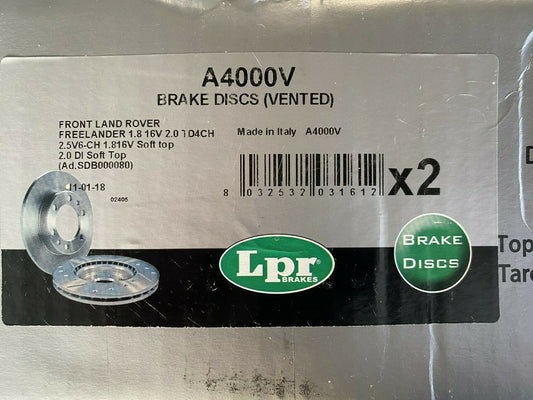 A4000V
BRAKE DISCS (VENTED)
FRONT LAND ROVER
FREELANDER 1.8 16V 2.0 TD4CH
2.5V6-CH 1.816V Soft top
2.0 DI Soft Top
(Ad.SDB000080)
Made in Italy A4000V
8 032532 031612
x2
11-01-18
02406
Lpr
BRAKES
BRAKE
DISCS
Top
Tar